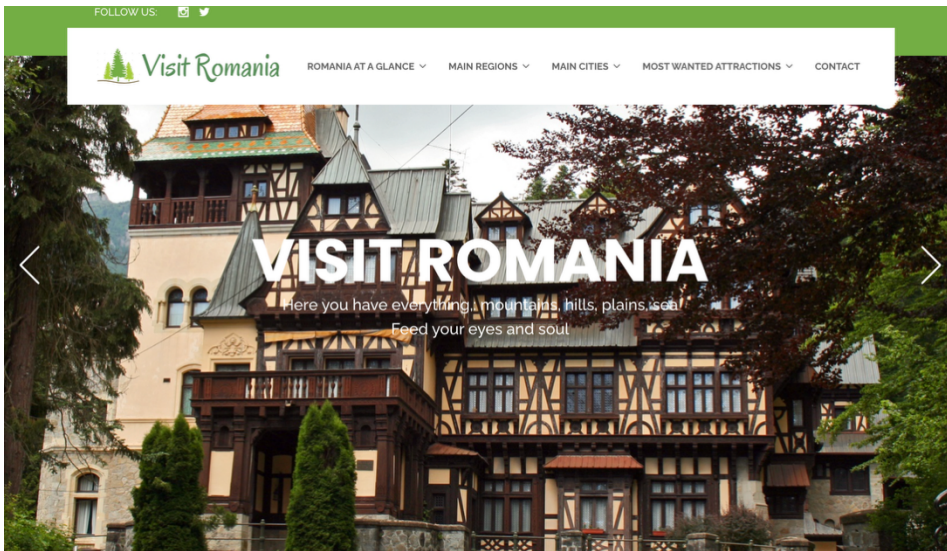 FOLLOW US:
Visit Romania
ROMANIA AT A GLANCE MAIN REGIONS MAIN CITIES MOST WANTED ATTRACTIONS CONTACT
VISIT ROMANIA
Here you have everything,, mountains, hills, plains, sea!
Feed your eyes and soul